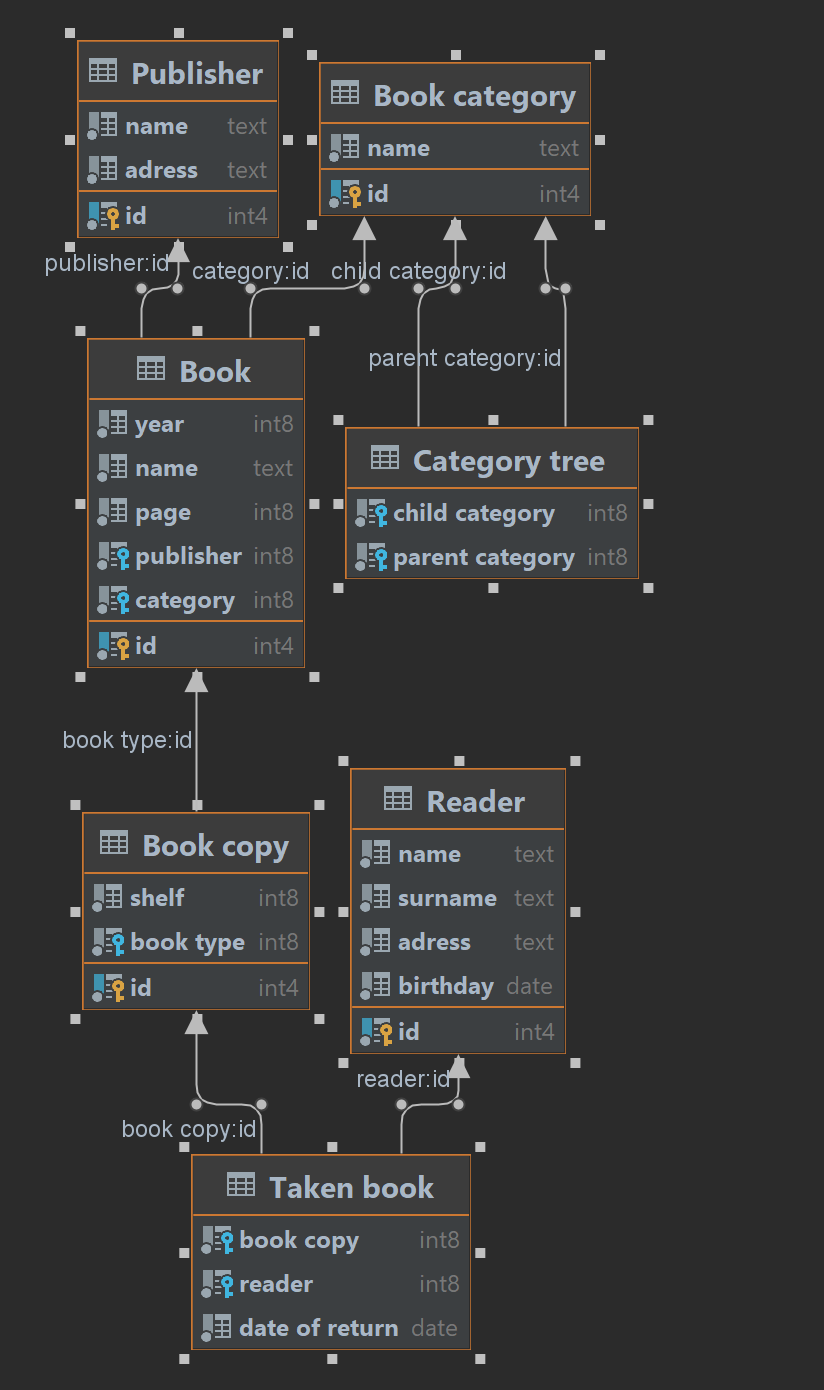 Publisher
name text
adress text
id int4
Book category
name text
id int4
publisher:id
category:id
child category:id
parent category:id
Book
year int8
name text
page int8
publisher int8
category int8
id int4
Category tree
child category int8
parent category int8
book type:id
Book copy
shelf int8
book type int8
id int4
Reader
name text
surname text
adress text
birthday date
id int4
reader:id
book copy:id
Taken book
book copy int8
reader int8
date of return date